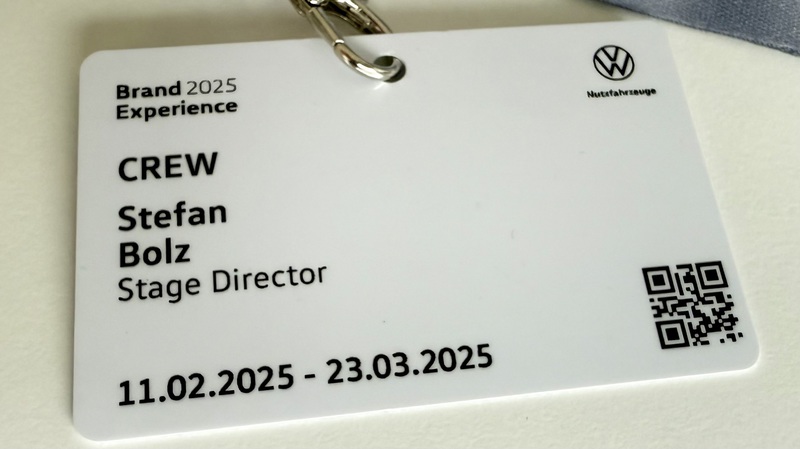 Brand 2025
Experience
Nutzfahrzeuge
CREW
Stefan
Bolz
Stage Director
11.02.2025 - 23.03.2025